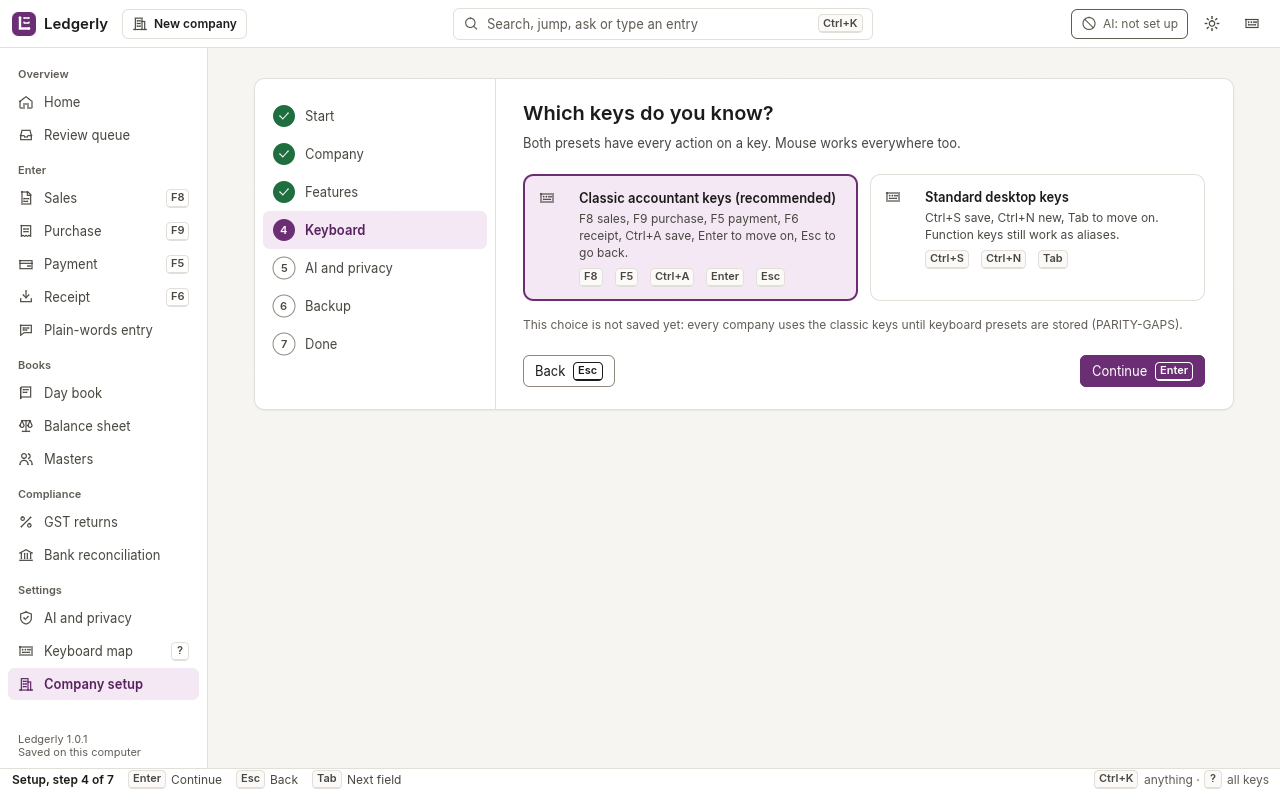 Ledgerly
New company
Search, jump, ask or type an entry
Ctrl+K
AI: not set up
Overview
Home
Review queue
Enter
Sales F8
Purchase F9
Payment F5
Receipt F6
Plain-words entry
Books
Day book
Balance sheet
Masters
Compliance
GST returns
Bank reconciliation
Settings
AI and privacy
Keyboard map ?
Company setup
Ledgerly 1.0.1
Saved on this computer
Start
Company
Features
4 Keyboard
5 AI and privacy
6 Backup
7 Done
Which keys do you know?
Both presets have every action on a key. Mouse works everywhere too.
Classic accountant keys (recommended)
F8 sales, F9 purchase, F5 payment, F6
receipt, Ctrl+A save, Enter to move on, Esc to
go back.
F8 F5 Ctrl+A Enter Esc
Standard desktop keys
Ctrl+S save, Ctrl+N new, Tab to move on.
Function keys still work as aliases.
Ctrl+S Ctrl+N Tab
This choice is not saved yet: every company uses the classic keys until keyboard presets are stored (PARITY-GAPS).
Back Esc
Continue Enter
Setup, step 4 of 7 Enter Continue Esc Back Tab Next field
Ctrl+K anything · ? all keys